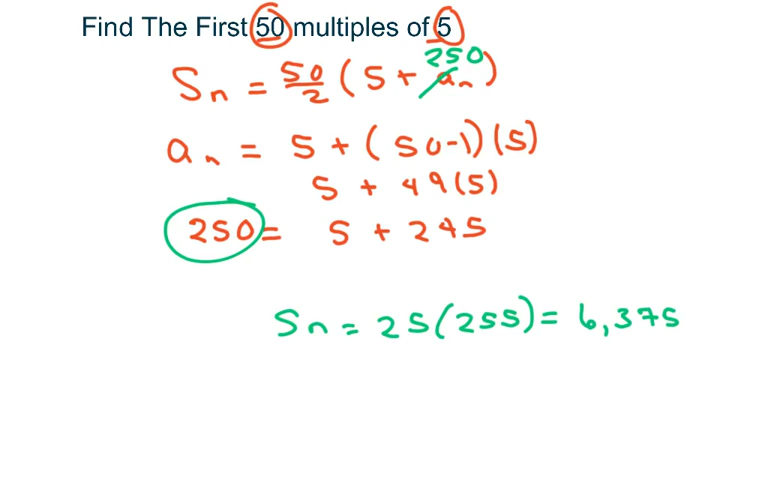 Find The First 50 multiples of 5
250
Sn = 50/2 (5 + an)
an = 5 + (50-1)(5)
5 + 49(5)
250 = 5 + 245
Sn = 25(255) = 6,375